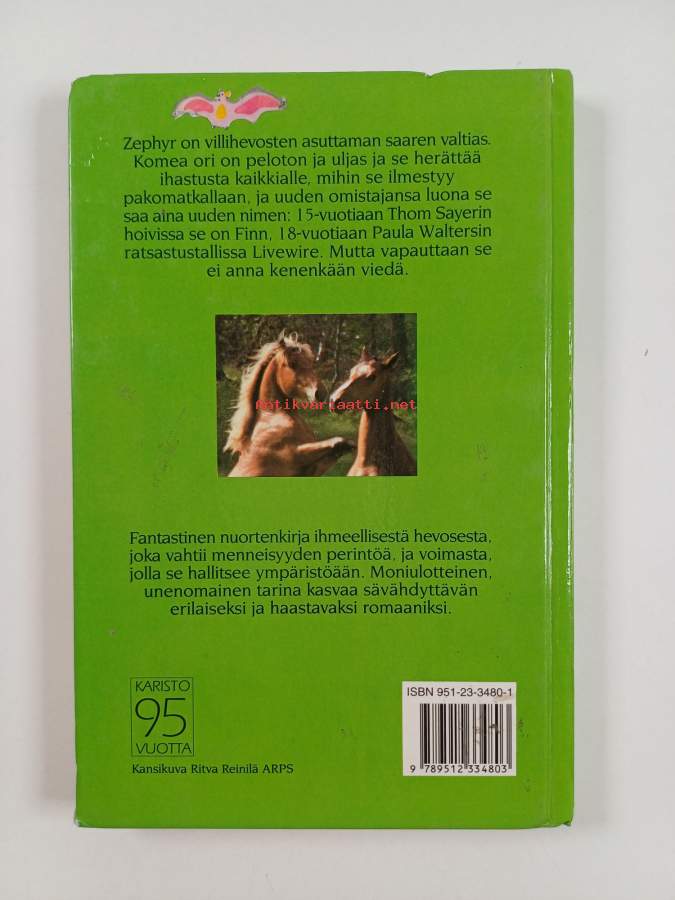 Zephyr on villihevosten asuttaman saaren valtias.
Komea ori on peloton ja uljas ja se herättää
ihastusta kaikkialle, mihin se ilmestyy
pakomatkallaan, ja uuden omistajansa luona se
saa aina uuden nimen: 15-vuotiaan Thom Sayerin
hoivissa se on Finn, 18-vuotiaan Paula Waltersin
ratsastustallissa Livewire. Mutta vapauttaan se
ei anna kenenkään viedä.
Antikvariaatti.net
Fantastinen nuortenkirja ihmeellisestä hevosesta,
joka vahtii menneisyyden perintöä, ja voimasta,
jolla se hallitsee ympäristöään. Moniulotteinen,
unenomainen tarina kasvaa sävähdyttävän
erilaiseksi ja haastavaksi romaaniksi.
KARISTO
95
VUOTTA
Kansikuva Ritva Reinilä ARPS
ISBN 951-23-3480-1
9 789512 334803